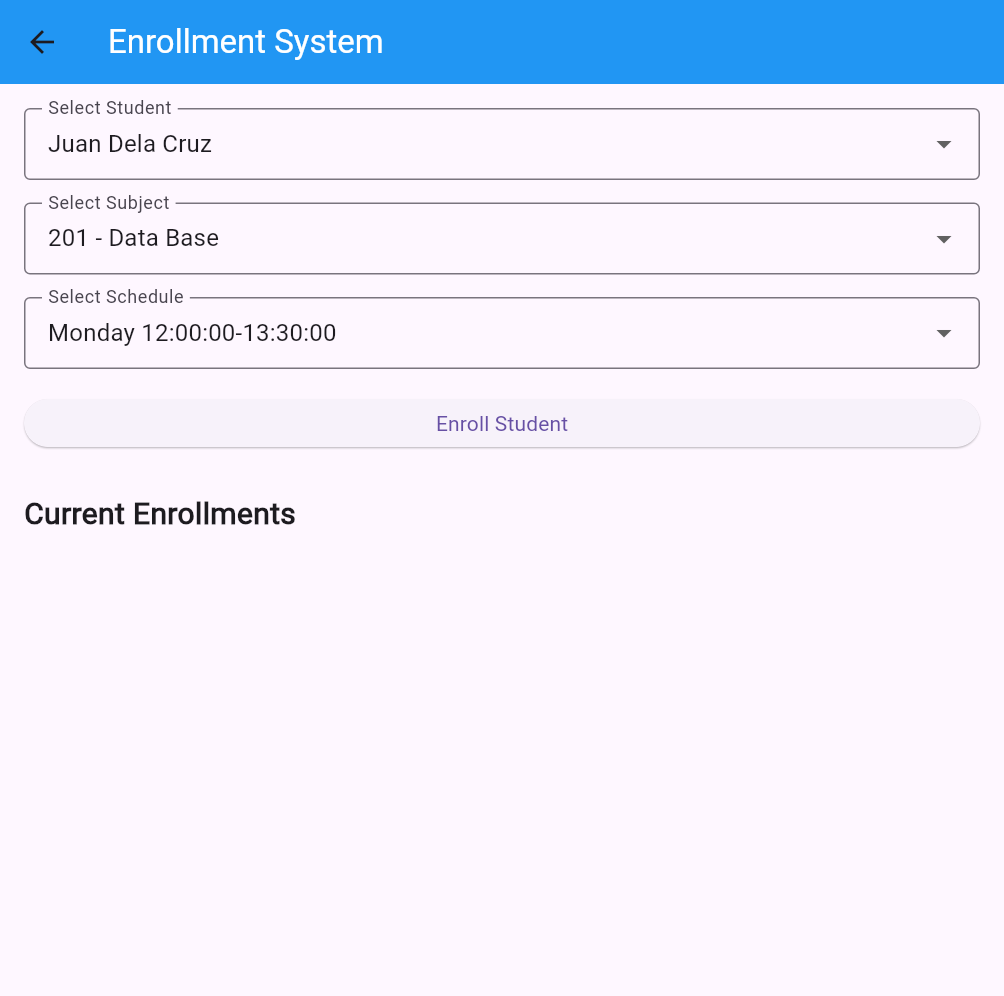 Enrollment System
Select Student
Juan Dela Cruz
Select Subject
201 - Data Base
Select Schedule
Monday 12:00:00-13:30:00
Enroll Student
Current Enrollments